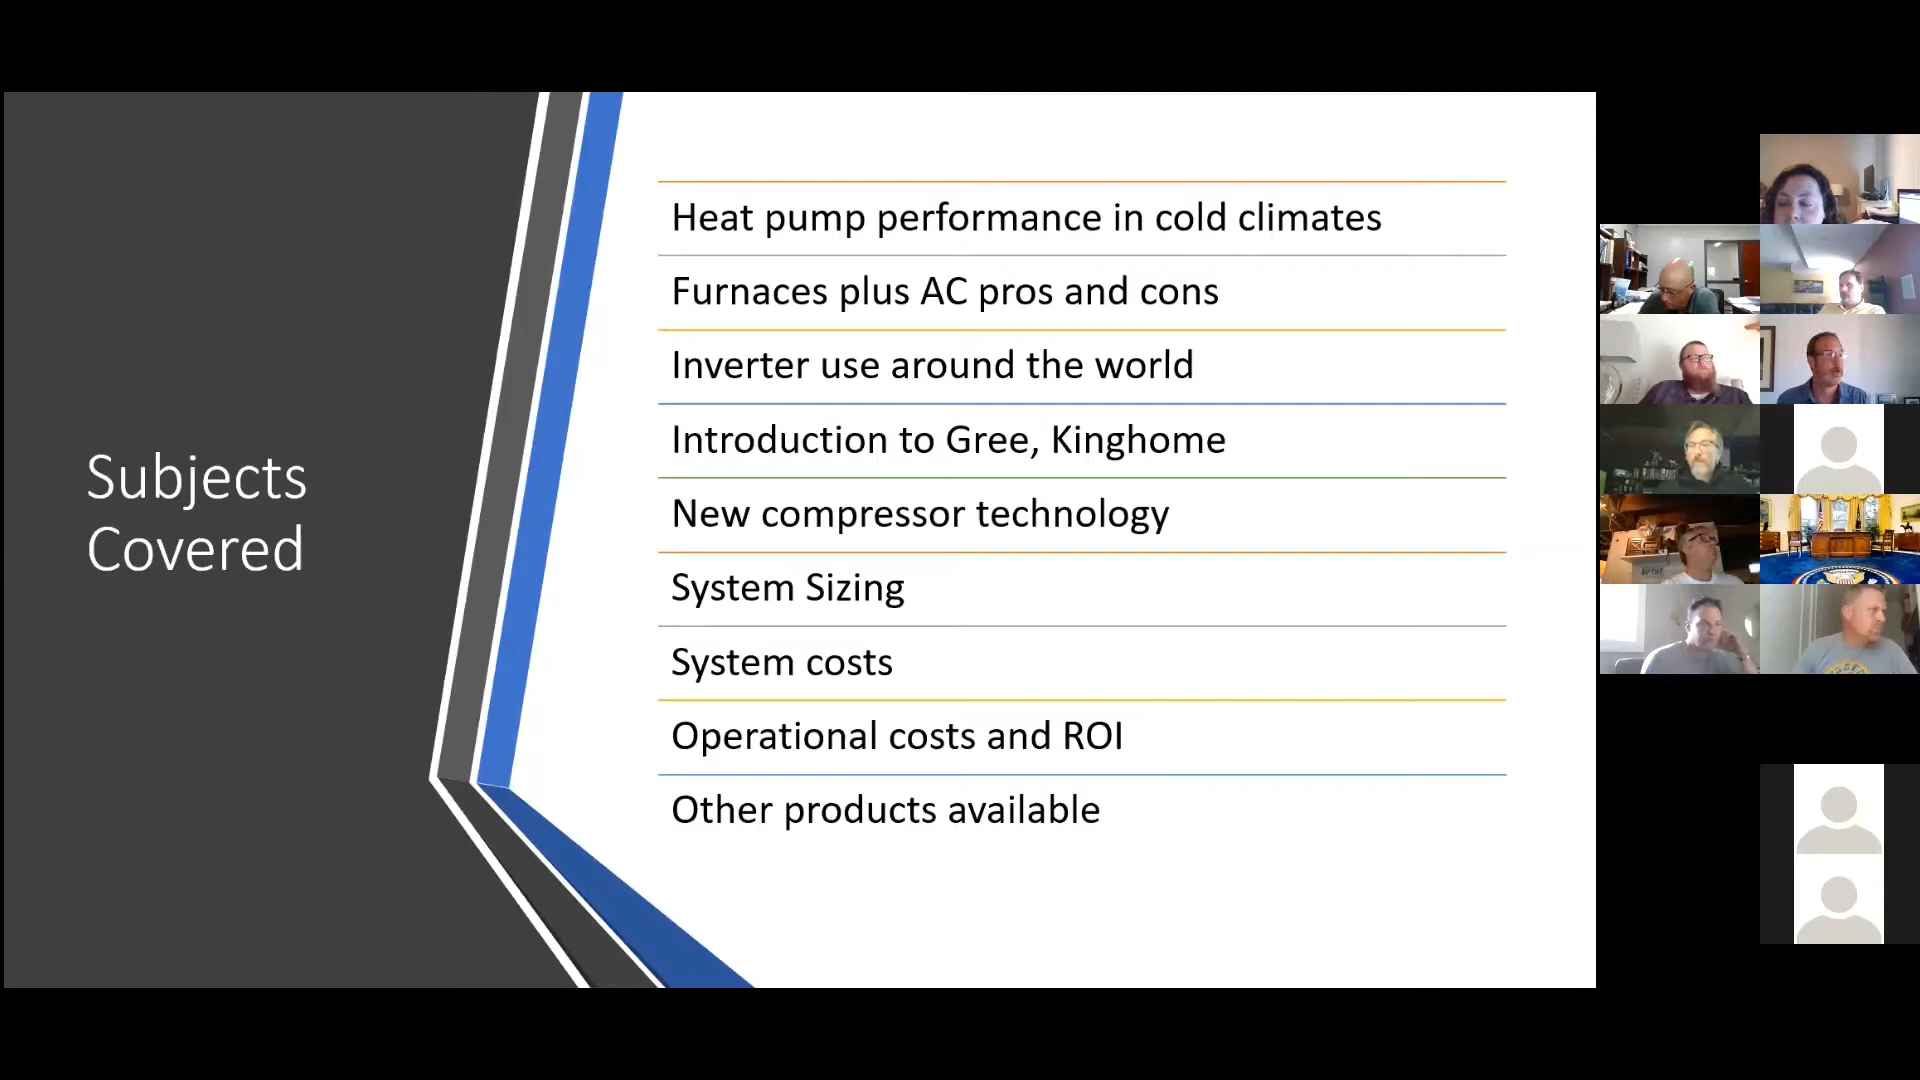 Subjects
Covered
Heat pump performance in cold climates
Furnaces plus AC pros and cons
Inverter use around the world
Introduction to Gree, Kinghome
New compressor technology
System Sizing
System costs
Operational costs and ROI
Other products available